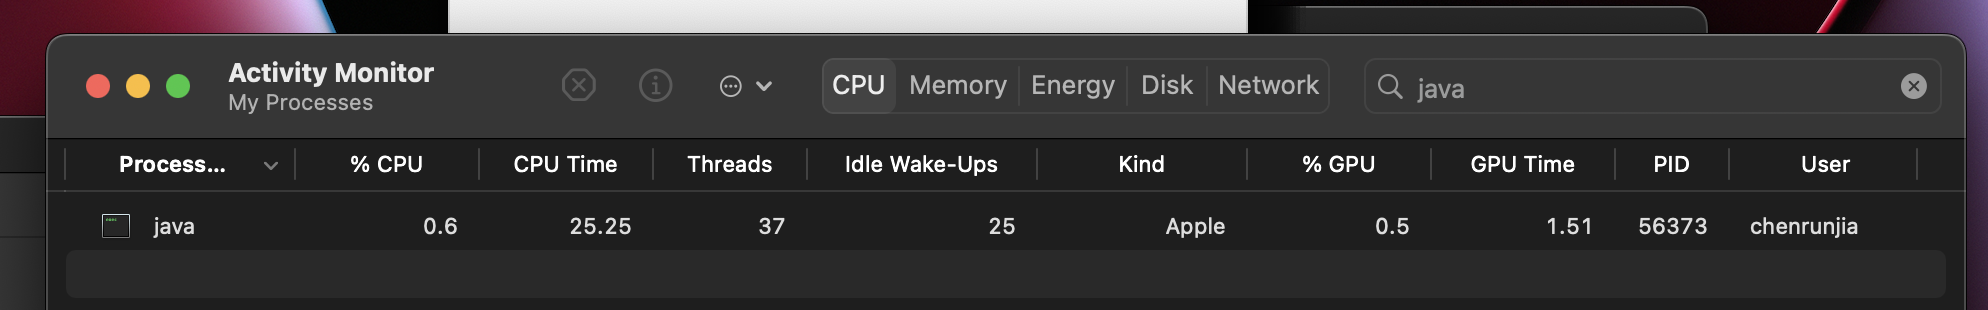 Activity Monitor
My Processes
CPU Memory Energy Disk Network
java
Process... % CPU CPU Time Threads Idle Wake-Ups Kind % GPU GPU Time PID User
java 0.6 25.25 37 25 Apple 0.5 1.51 56373 chenrunjia